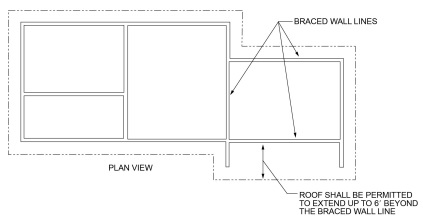 BRACED WALL LINES
PLAN VIEW
ROOF SHALL BE PERMITTED
TO EXTEND UP TO 6′ BEYOND
THE BRACED WALL LINE